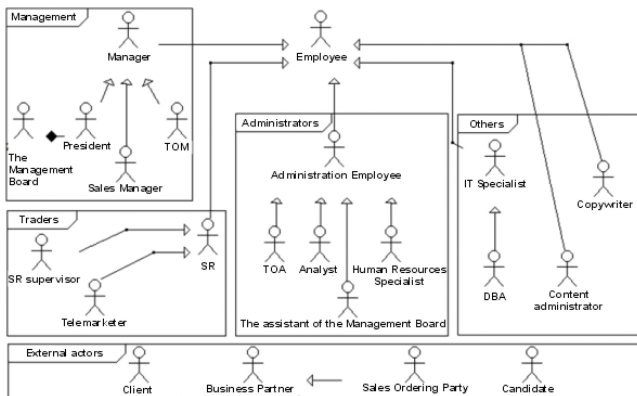 Management
Manager
Employee
The
Management
Board
President
TOM
Sales Manager
Administrators
Administration Employee
Others
IT Specialist
Copywriter
Traders
SR supervisor
SR
Telemarketer
TOA
Analyst
Human Resources
Specialist
The assistant of the Management Board
DBA
Content
administrator
External actors
Client
Business Partner
Sales Ordering Party
Candidate